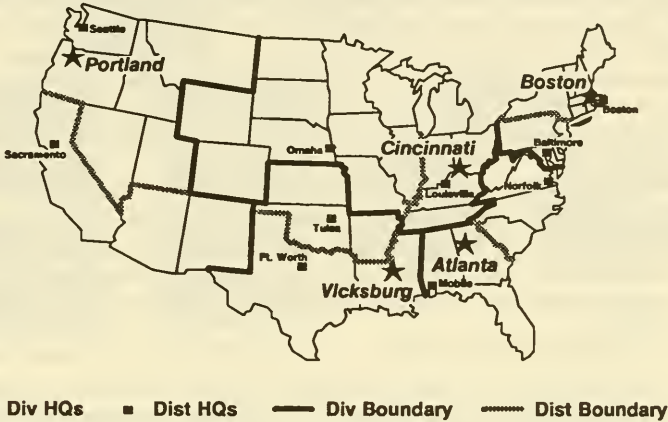 Seattle
Portland
Boston
Boston
Sacramento
Omaha
Cincinnati
Baltimore
Louisville
Norfolk
Tulsa
Ft. Worth
Atlanta
Vicksburg
Mobile
Div HQs Dist HQs Div Boundary Dist Boundary